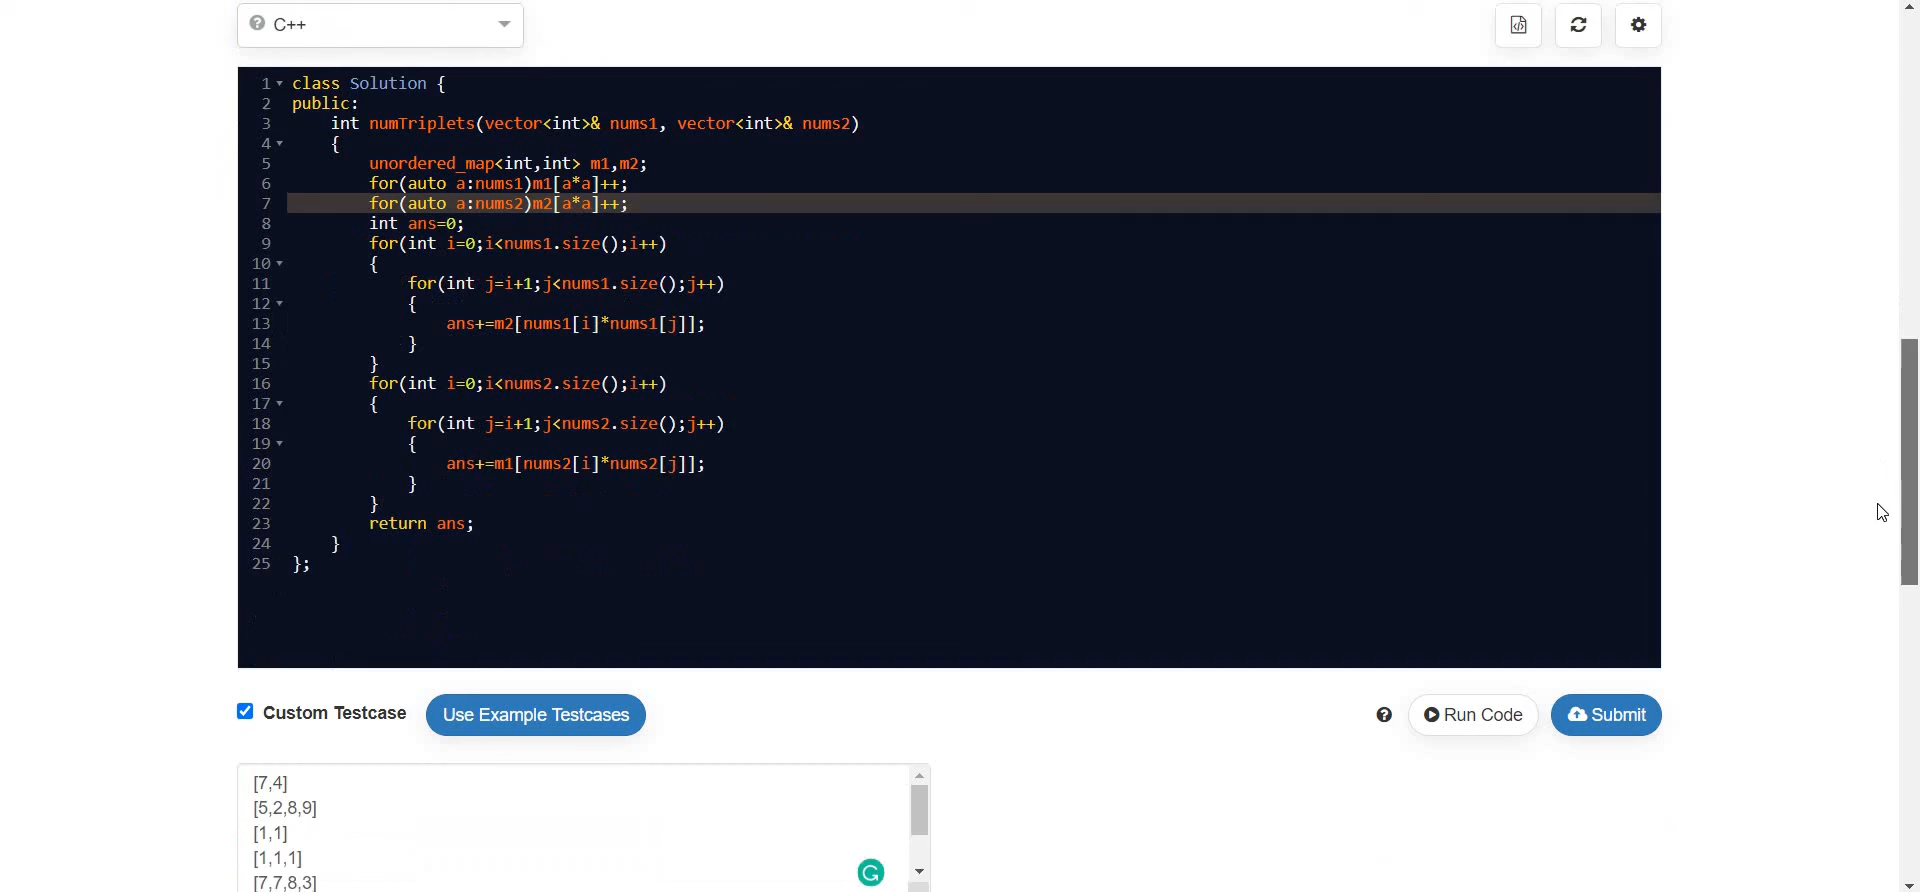 C++
1 class Solution {
2 public:
3 int numTriplets(vector<int>& nums1, vector<int>& nums2)
4 {
5 unordered_map<int,int> m1,m2;
6 for(auto a:nums1)m1[a*a]++;
7 for(auto a:nums2)m2[a*a]++;
8 int ans=0;
9 for(int i=0;i<nums1.size();i++)
10 {
11 for(int j=i+1;j<nums1.size();j++)
12 {
13 ans+=m2[nums1[i]*nums1[j]];
14 }
15 }
16 for(int i=0;i<nums2.size();i++)
17 {
18 for(int j=i+1;j<nums2.size();j++)
19 {
20 ans+=m1[nums2[i]*nums2[j]];
21 }
22 }
23 return ans;
24 }
25 };
Custom Testcase Use Example Testcases Run Code Submit
[7,4]
[5,2,8,9]
[1,1]
[1,1,1]
[7,7,8,3]